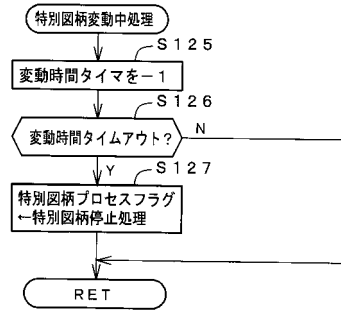 特別図柄変動中処理
S125
変動時間タイマを−1
S126
変動時間タイムアウト?
N
Y
S127
特別図柄プロセスフラグ
←特別図柄停止処理
RET